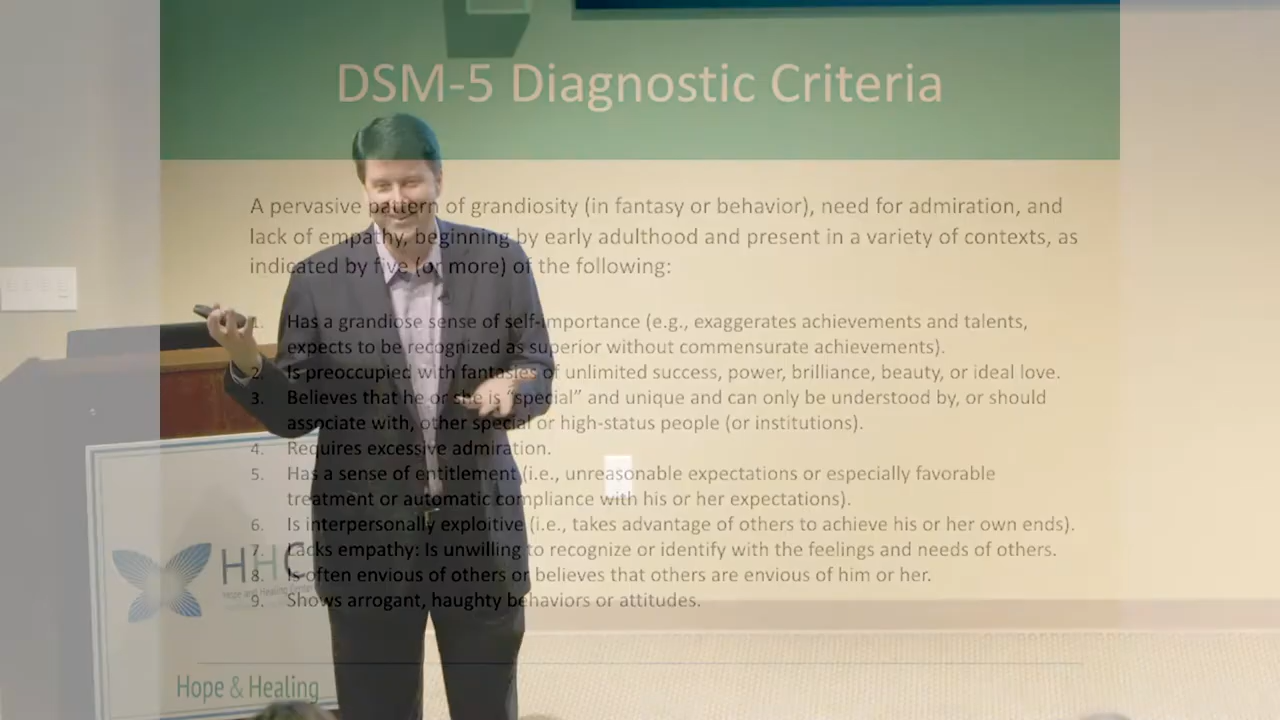 DSM-5 Diagnostic Criteria
A pervasive pattern of grandiosity (in fantasy or behavior), need for admiration, and
lack of empathy, beginning by early adulthood and present in a variety of contexts, as
indicated by five (or more) of the following:
1. Has a grandiose sense of self-importance (e.g., exaggerates achievements and talents,
expects to be recognized as superior without commensurate achievements).
2. Is preoccupied with fantasies of unlimited success, power, brilliance, beauty, or ideal love.
3. Believes that he or she is "special" and unique and can only be understood by, or should
associate with, other special or high-status people (or institutions).
4. Requires excessive admiration.
5. Has a sense of entitlement (i.e., unreasonable expectations or especially favorable
treatment or automatic compliance with his or her expectations).
6. Is interpersonally exploitive (i.e., takes advantage of others to achieve his or her own ends).
7. Lacks empathy: Is unwilling to recognize or identify with the feelings and needs of others.
8. Is often envious of others or believes that others are envious of him or her.
9. Shows arrogant, haughty behaviors or attitudes.
HHC
Hope and Healing Center
Hope & Healing